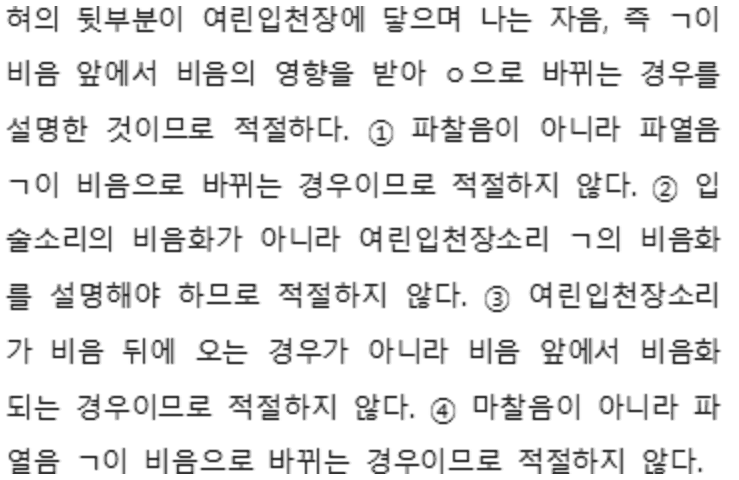 혀의 뒷부분이 여린입천장에 닿으며 나는 자음, 즉 ㄱ이
비음 앞에서 비음의 영향을 받아 ㅇ으로 바뀌는 경우를
설명한 것이므로 적절하다. ① 파찰음이 아니라 파열음
ㄱ이 비음으로 바뀌는 경우이므로 적절하지 않다. ② 입
술소리의 비음화가 아니라 여린입천장소리 ㄱ의 비음화
를 설명해야 하므로 적절하지 않다. ③ 여린입천장소리
가 비음 뒤에 오는 경우가 아니라 비음 앞에서 비음화
되는 경우이므로 적절하지 않다. ④ 마찰음이 아니라 파
열음 ㄱ이 비음으로 바뀌는 경우이므로 적절하지 않다.